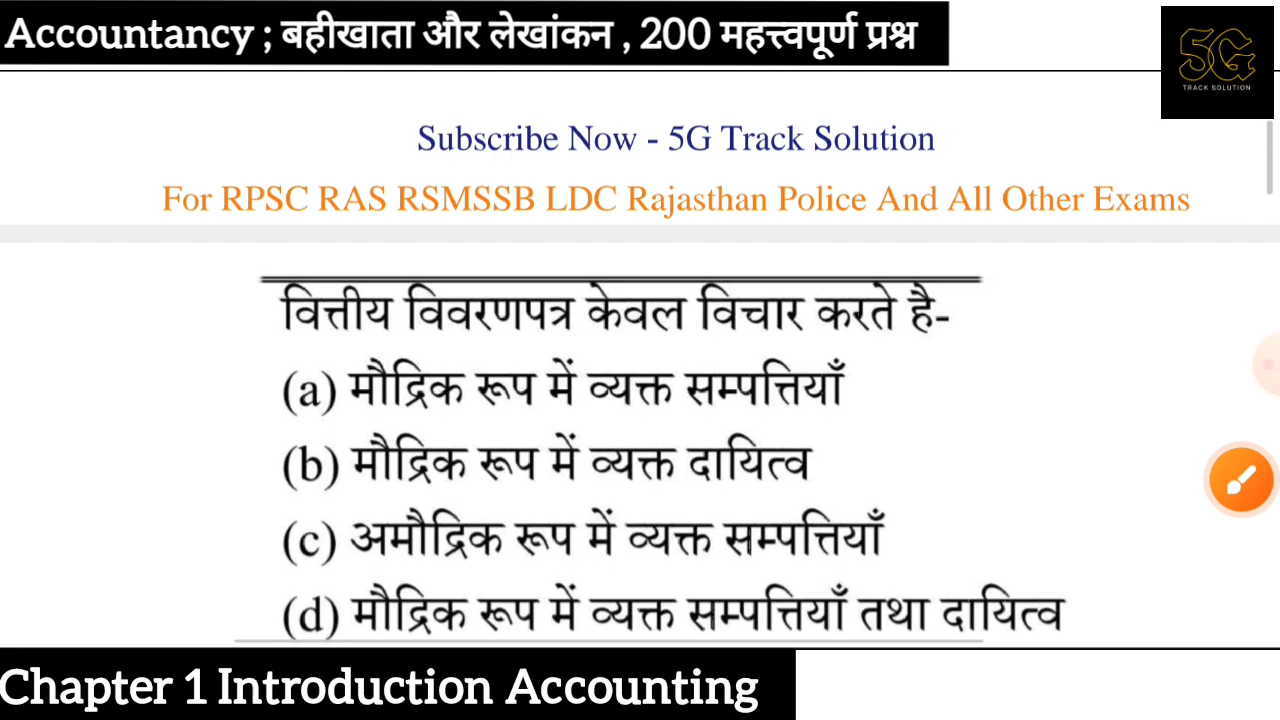 Accountancy ; बहीखाता और लेखांकन , 200 महत्त्वपूर्ण प्रश्न
5G
TRACK SOLUTION
Subscribe Now - 5G Track Solution
For RPSC RAS RSMSSB LDC Rajasthan Police And All Other Exams
वित्तीय विवरणपत्र केवल विचार करते है-
(a) मौद्रिक रूप में व्यक्त सम्पत्तियाँ
(b) मौद्रिक रूप में व्यक्त दायित्व
(c) अमौद्रिक रूप में व्यक्त सम्पत्तियाँ
(d) मौद्रिक रूप में व्यक्त सम्पत्तियाँ तथा दायित्व
Chapter 1 Introduction Accounting